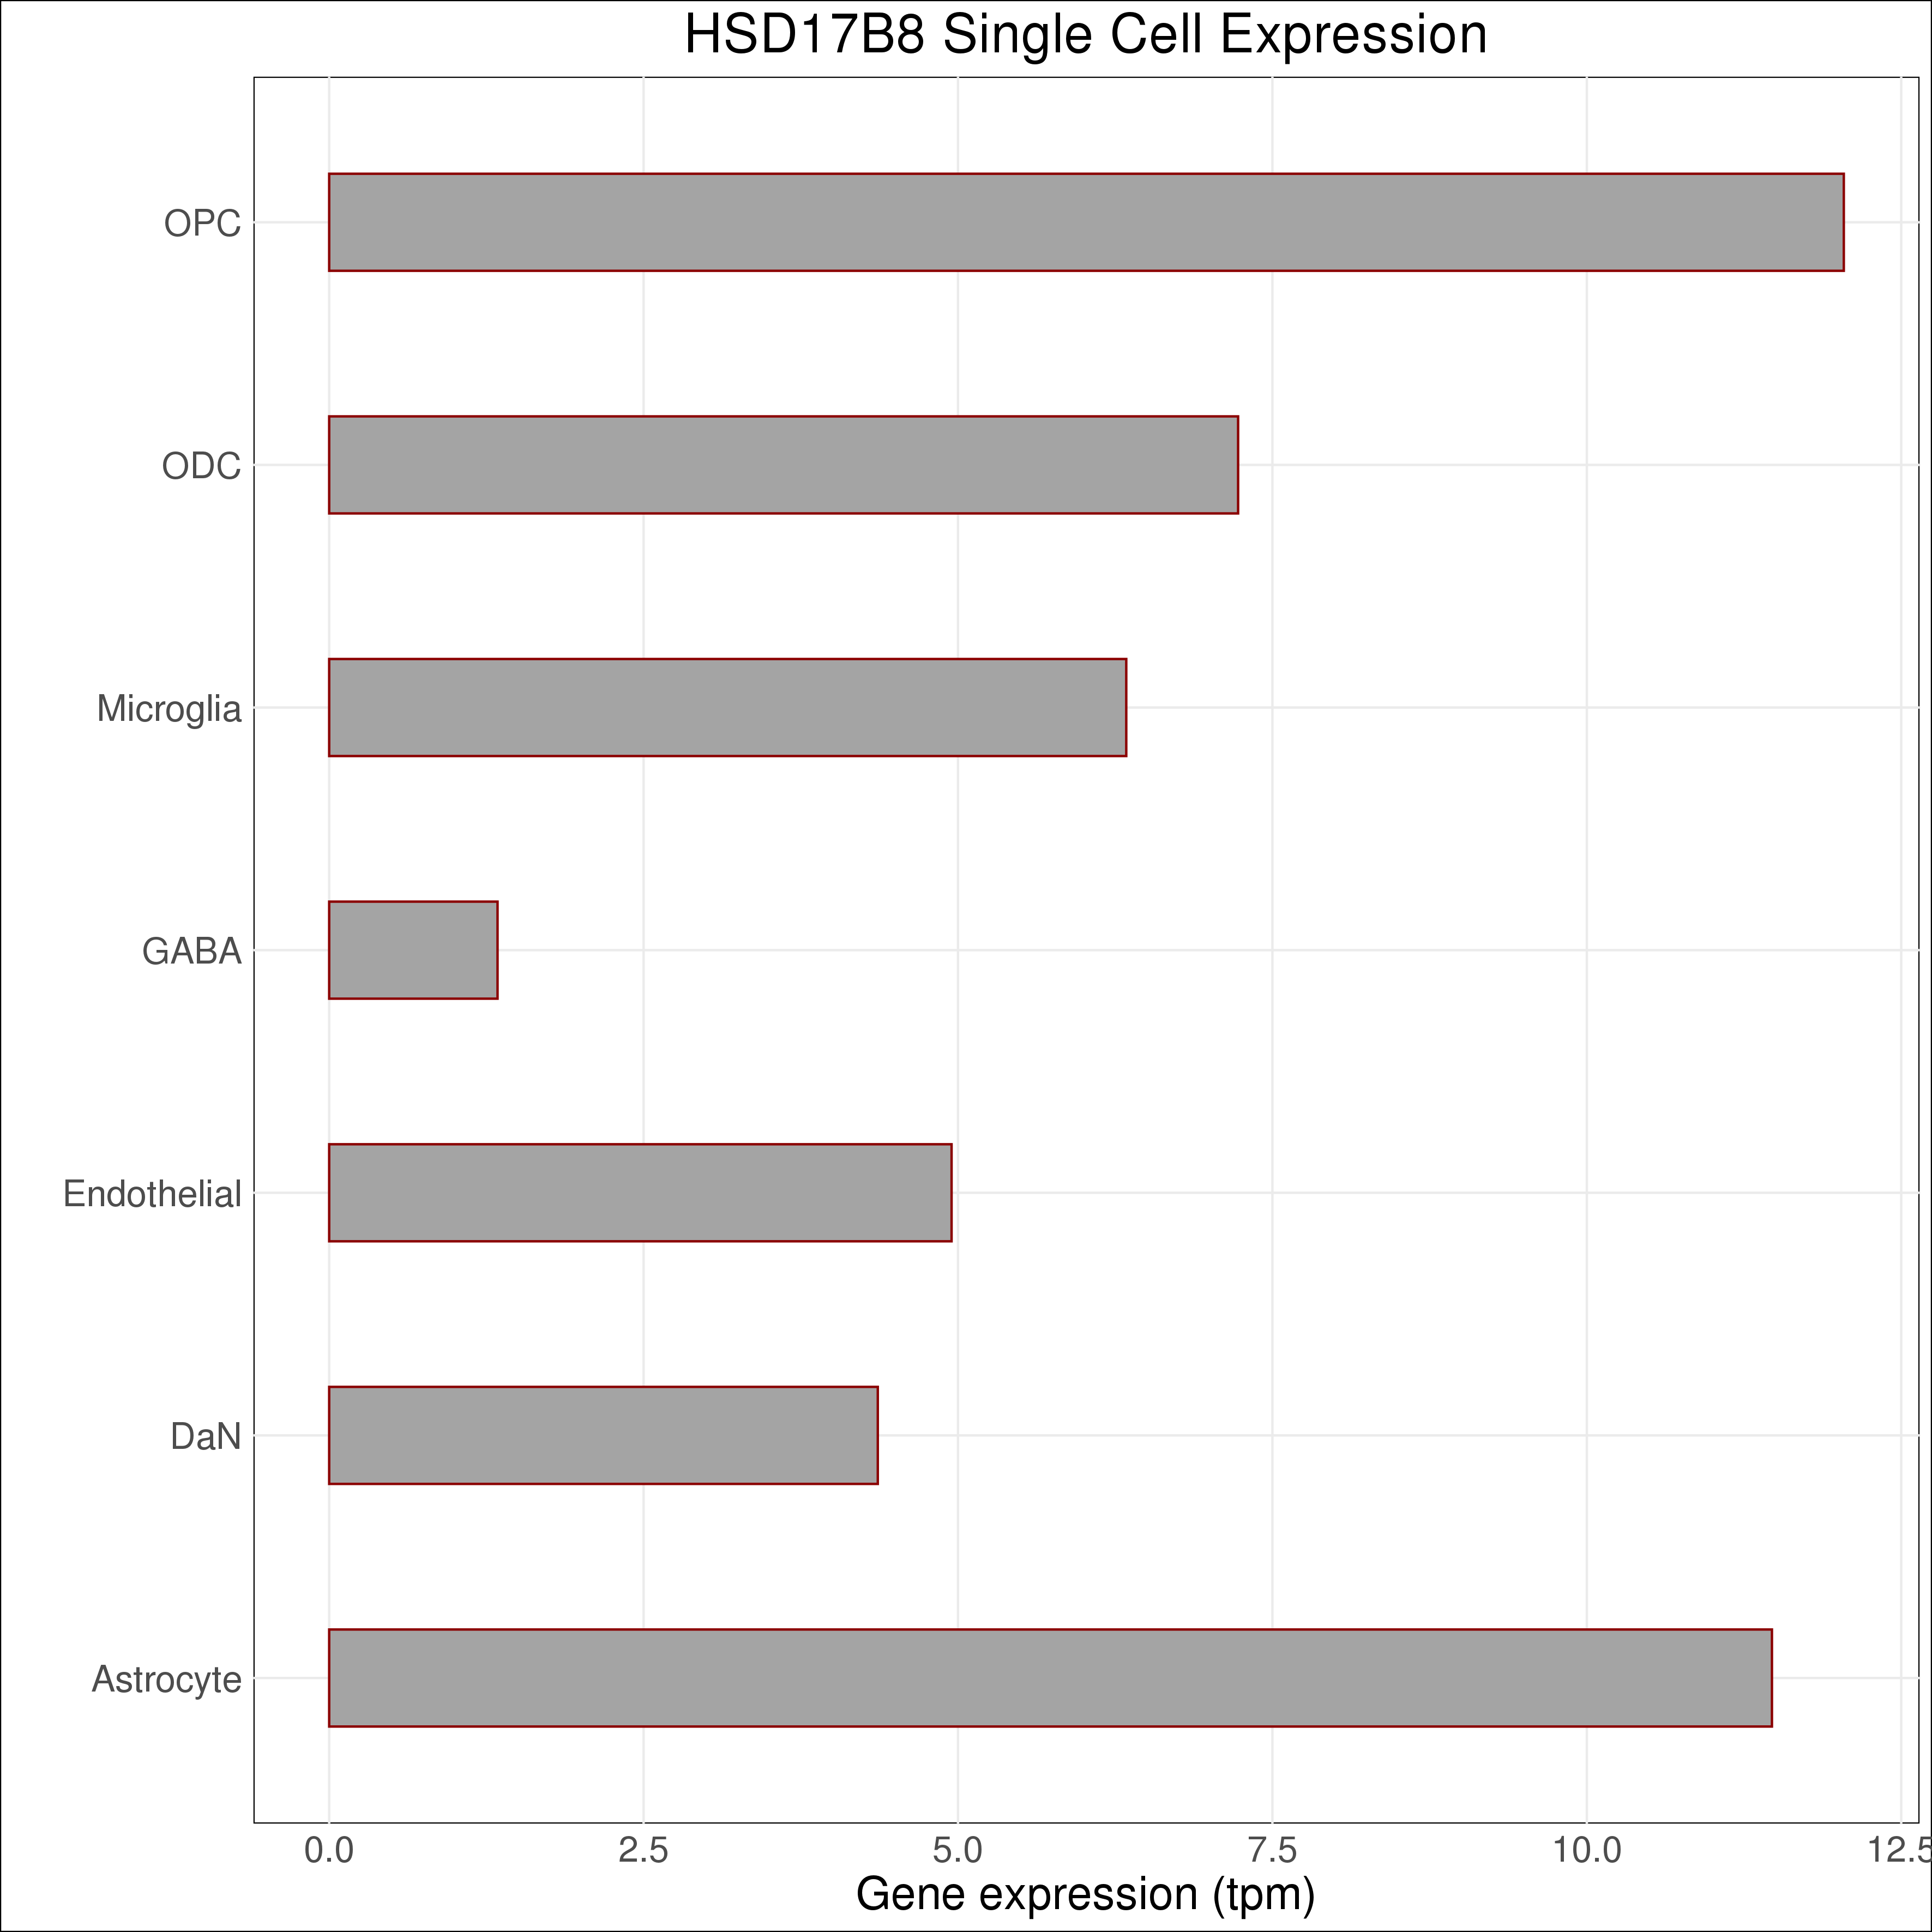 HSD17B8 Single Cell Expression
OPC
ODC
Microglia
GABA
Endothelial
DaN
Astrocyte
0.0 2.5 5.0 7.5 10.0 12.5
Gene expression (tpm)